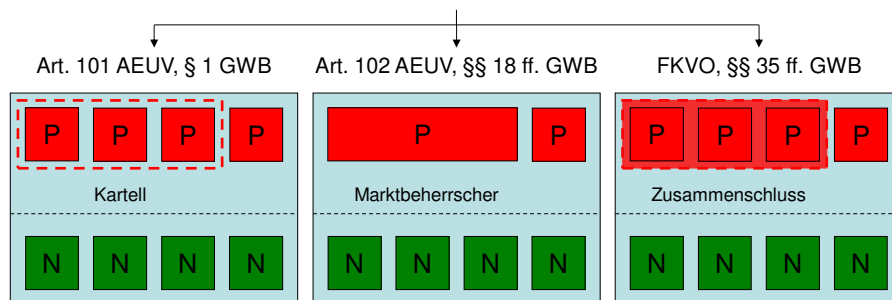 Art. 101 AEUV, § 1 GWB
Art. 102 AEUV, §§ 18 ff. GWB
FKVO, §§ 35 ff. GWB
P P P P
P P
P P P P
Kartell
Marktbeherrscher
Zusammenschluss
N N N N
N N N N
N N N N